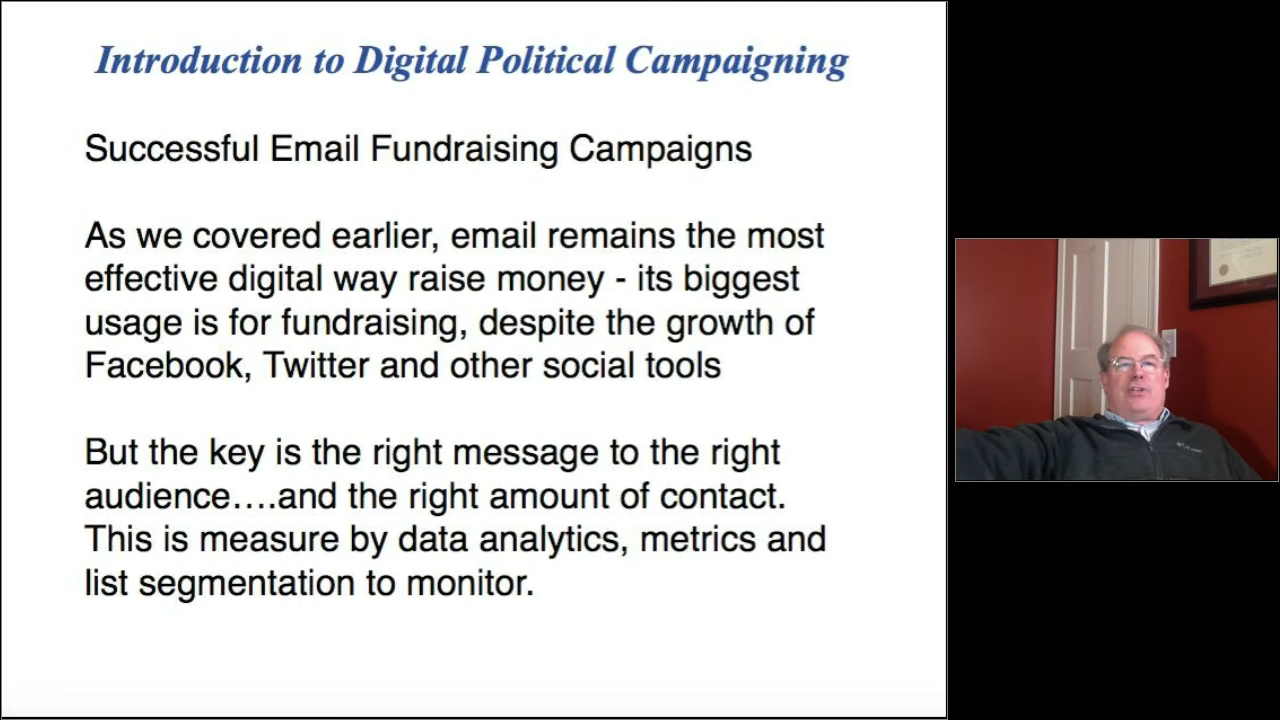 Introduction to Digital Political Campaigning
Successful Email Fundraising Campaigns
As we covered earlier, email remains the most
effective digital way raise money - its biggest
usage is for fundraising, despite the growth of
Facebook, Twitter and other social tools
But the key is the right message to the right
audience….and the right amount of contact.
This is measure by data analytics, metrics and
list segmentation to monitor.